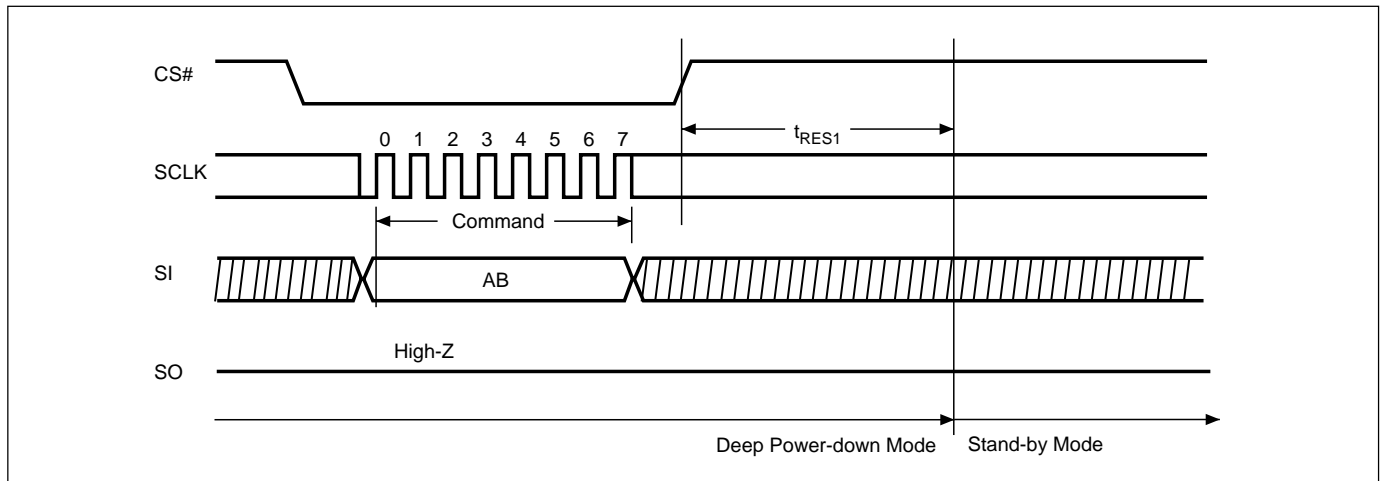 CS#
tRES1
0 1 2 3 4 5 6 7
SCLK
Command
SI
AB
High-Z
SO
Deep Power-down Mode
Stand-by Mode